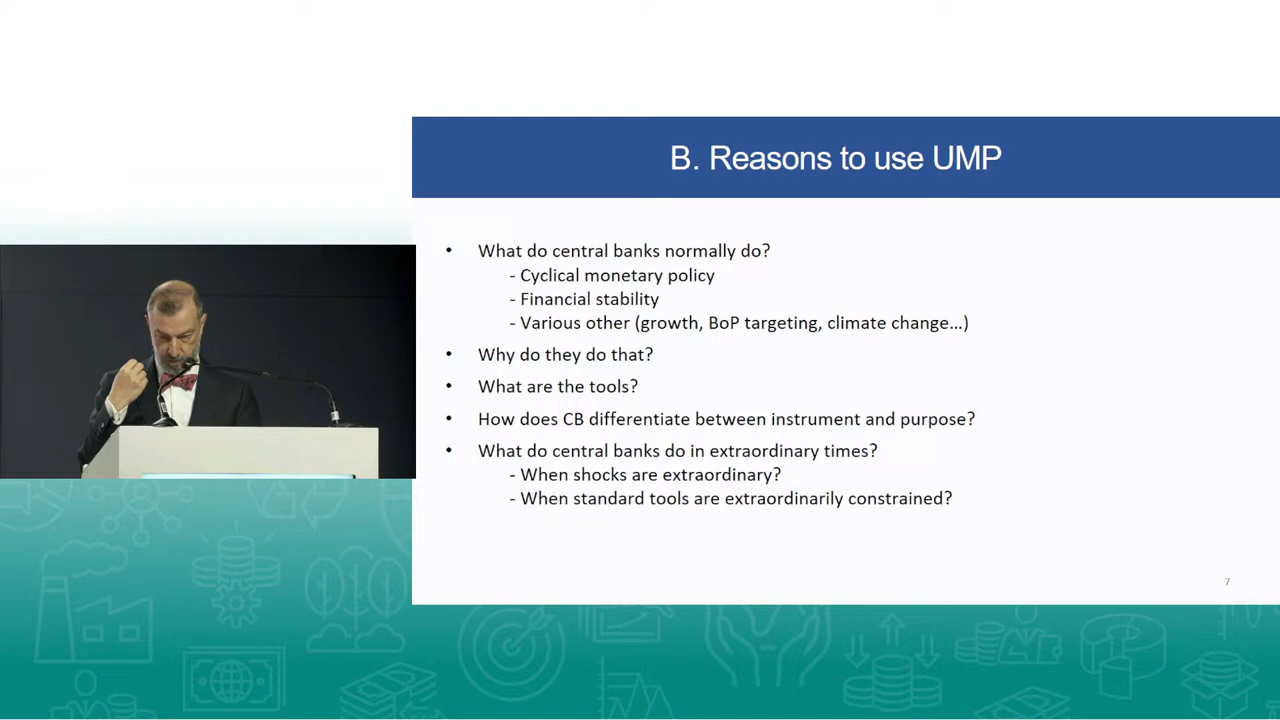 B. Reasons to use UMP
• What do central banks normally do?
- Cyclical monetary policy
- Financial stability
- Various other (growth, BoP targeting, climate change…)
• Why do they do that?
• What are the tools?
• How does CB differentiate between instrument and purpose?
• What do central banks do in extraordinary times?
- When shocks are extraordinary?
- When standard tools are extraordinarily constrained?
7